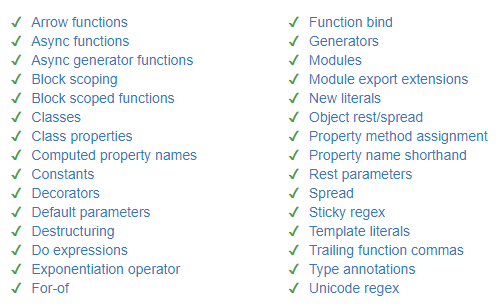 ✓ Arrow functions
✓ Async functions
✓ Async generator functions
✓ Block scoping
✓ Block scoped functions
✓ Classes
✓ Class properties
✓ Computed property names
✓ Constants
✓ Decorators
✓ Default parameters
✓ Destructuring
✓ Do expressions
✓ Exponentiation operator
✓ For-of
✓ Function bind
✓ Generators
✓ Modules
✓ Module export extensions
✓ New literals
✓ Object rest/spread
✓ Property method assignment
✓ Property name shorthand
✓ Rest parameters
✓ Spread
✓ Sticky regex
✓ Template literals
✓ Trailing function commas
✓ Type annotations
✓ Unicode regex